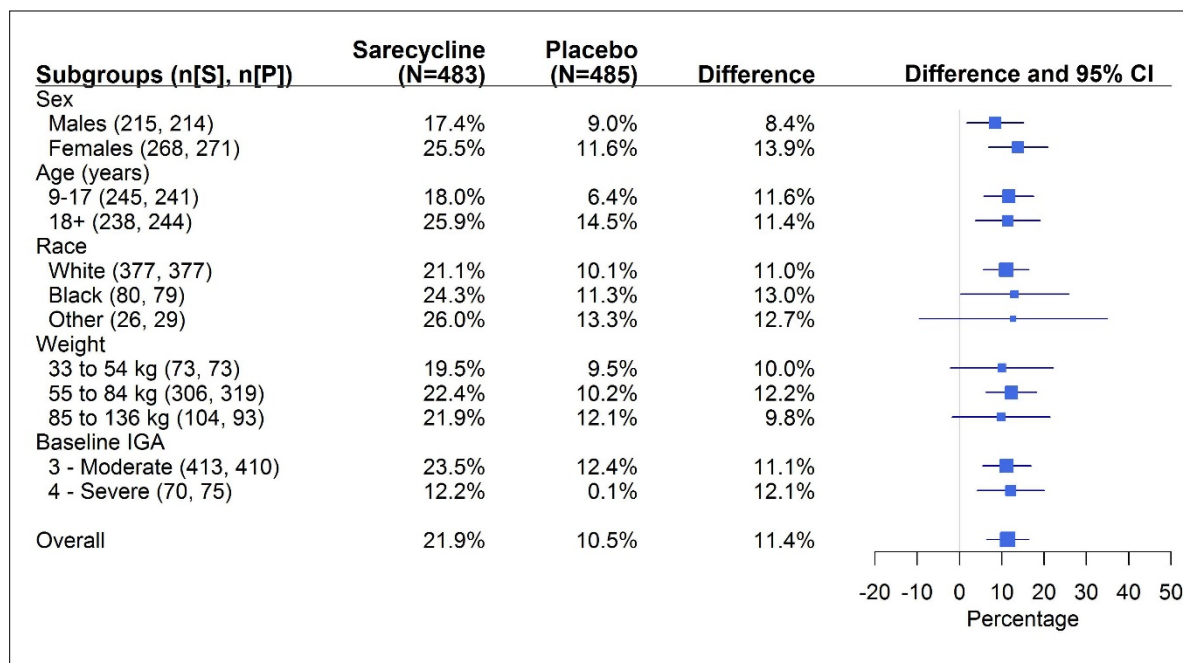 Sarecycline Placebo
Subgroups (n[S], n[P]) (N=483) (N=485) Difference Difference and 95% CI
Sex
Males (215, 214) 17.4% 9.0% 8.4%
Females (268, 271) 25.5% 11.6% 13.9%
Age (years)
9-17 (245, 241) 18.0% 6.4% 11.6%
18+ (238, 244) 25.9% 14.5% 11.4%
Race
White (377, 377) 21.1% 10.1% 11.0%
Black (80, 79) 24.3% 11.3% 13.0%
Other (26, 29) 26.0% 13.3% 12.7%
Weight
33 to 54 kg (73, 73) 19.5% 9.5% 10.0%
55 to 84 kg (306, 319) 22.4% 10.2% 12.2%
85 to 136 kg (104, 93) 21.9% 12.1% 9.8%
Baseline IGA
3 - Moderate (413, 410) 23.5% 12.4% 11.1%
4 - Severe (70, 75) 12.2% 0.1% 12.1%
Overall 21.9% 10.5% 11.4%
-20 -10 0 10 20 30 40 50
Percentage